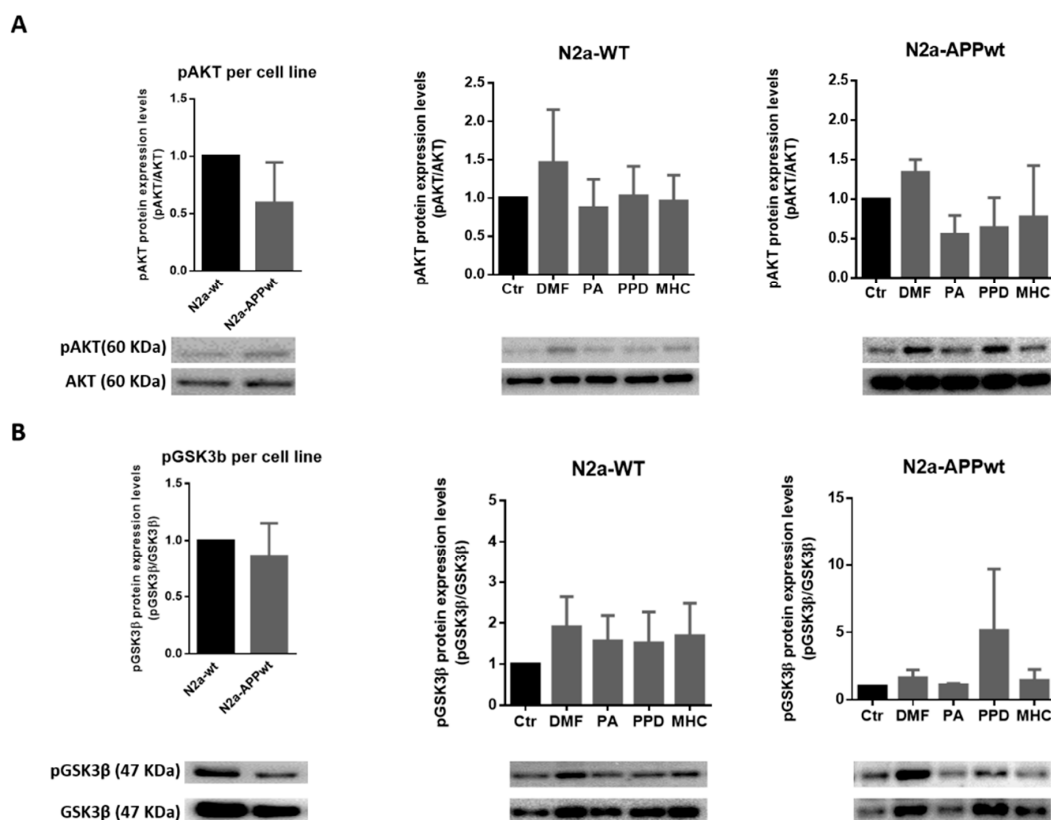 A
pAKT per cell line
pAKT protein expression levels
(pAKT/AKT)
1.5
1.0
0.5
0.0
N2a-wt
N2a-APPwt
N2a-WT
pAKT protein expression levels
(pAKT/AKT)
2.5
2.0
1.5
1.0
0.5
0.0
Ctr DMF PA PPD MHC
N2a-APPwt
pAKT protein expression levels
(pAKT/AKT)
2.5
2.0
1.5
1.0
0.5
0.0
Ctr DMF PA PPD MHC
pAKT(60 KDa)
AKT (60 KDa)
B
pGSK3b per cell line
pGSK3β protein expression levels
(pGSK3β/GSK3β)
1.5
1.0
0.5
0.0
N2a-wt
N2a-APPwt
N2a-WT
pGSK3β protein expression levels
(pGSK3β/GSK3β)
5
4
3
2
1
0
Ctr DMF PA PPD MHC
N2a-APPwt
pGSK3β protein expression levels
(pGSK3β/GSK3β)
15
10
5
0
Ctr DMF PA PPD MHC
pGSK3β (47 KDa)
GSK3β (47 KDa)